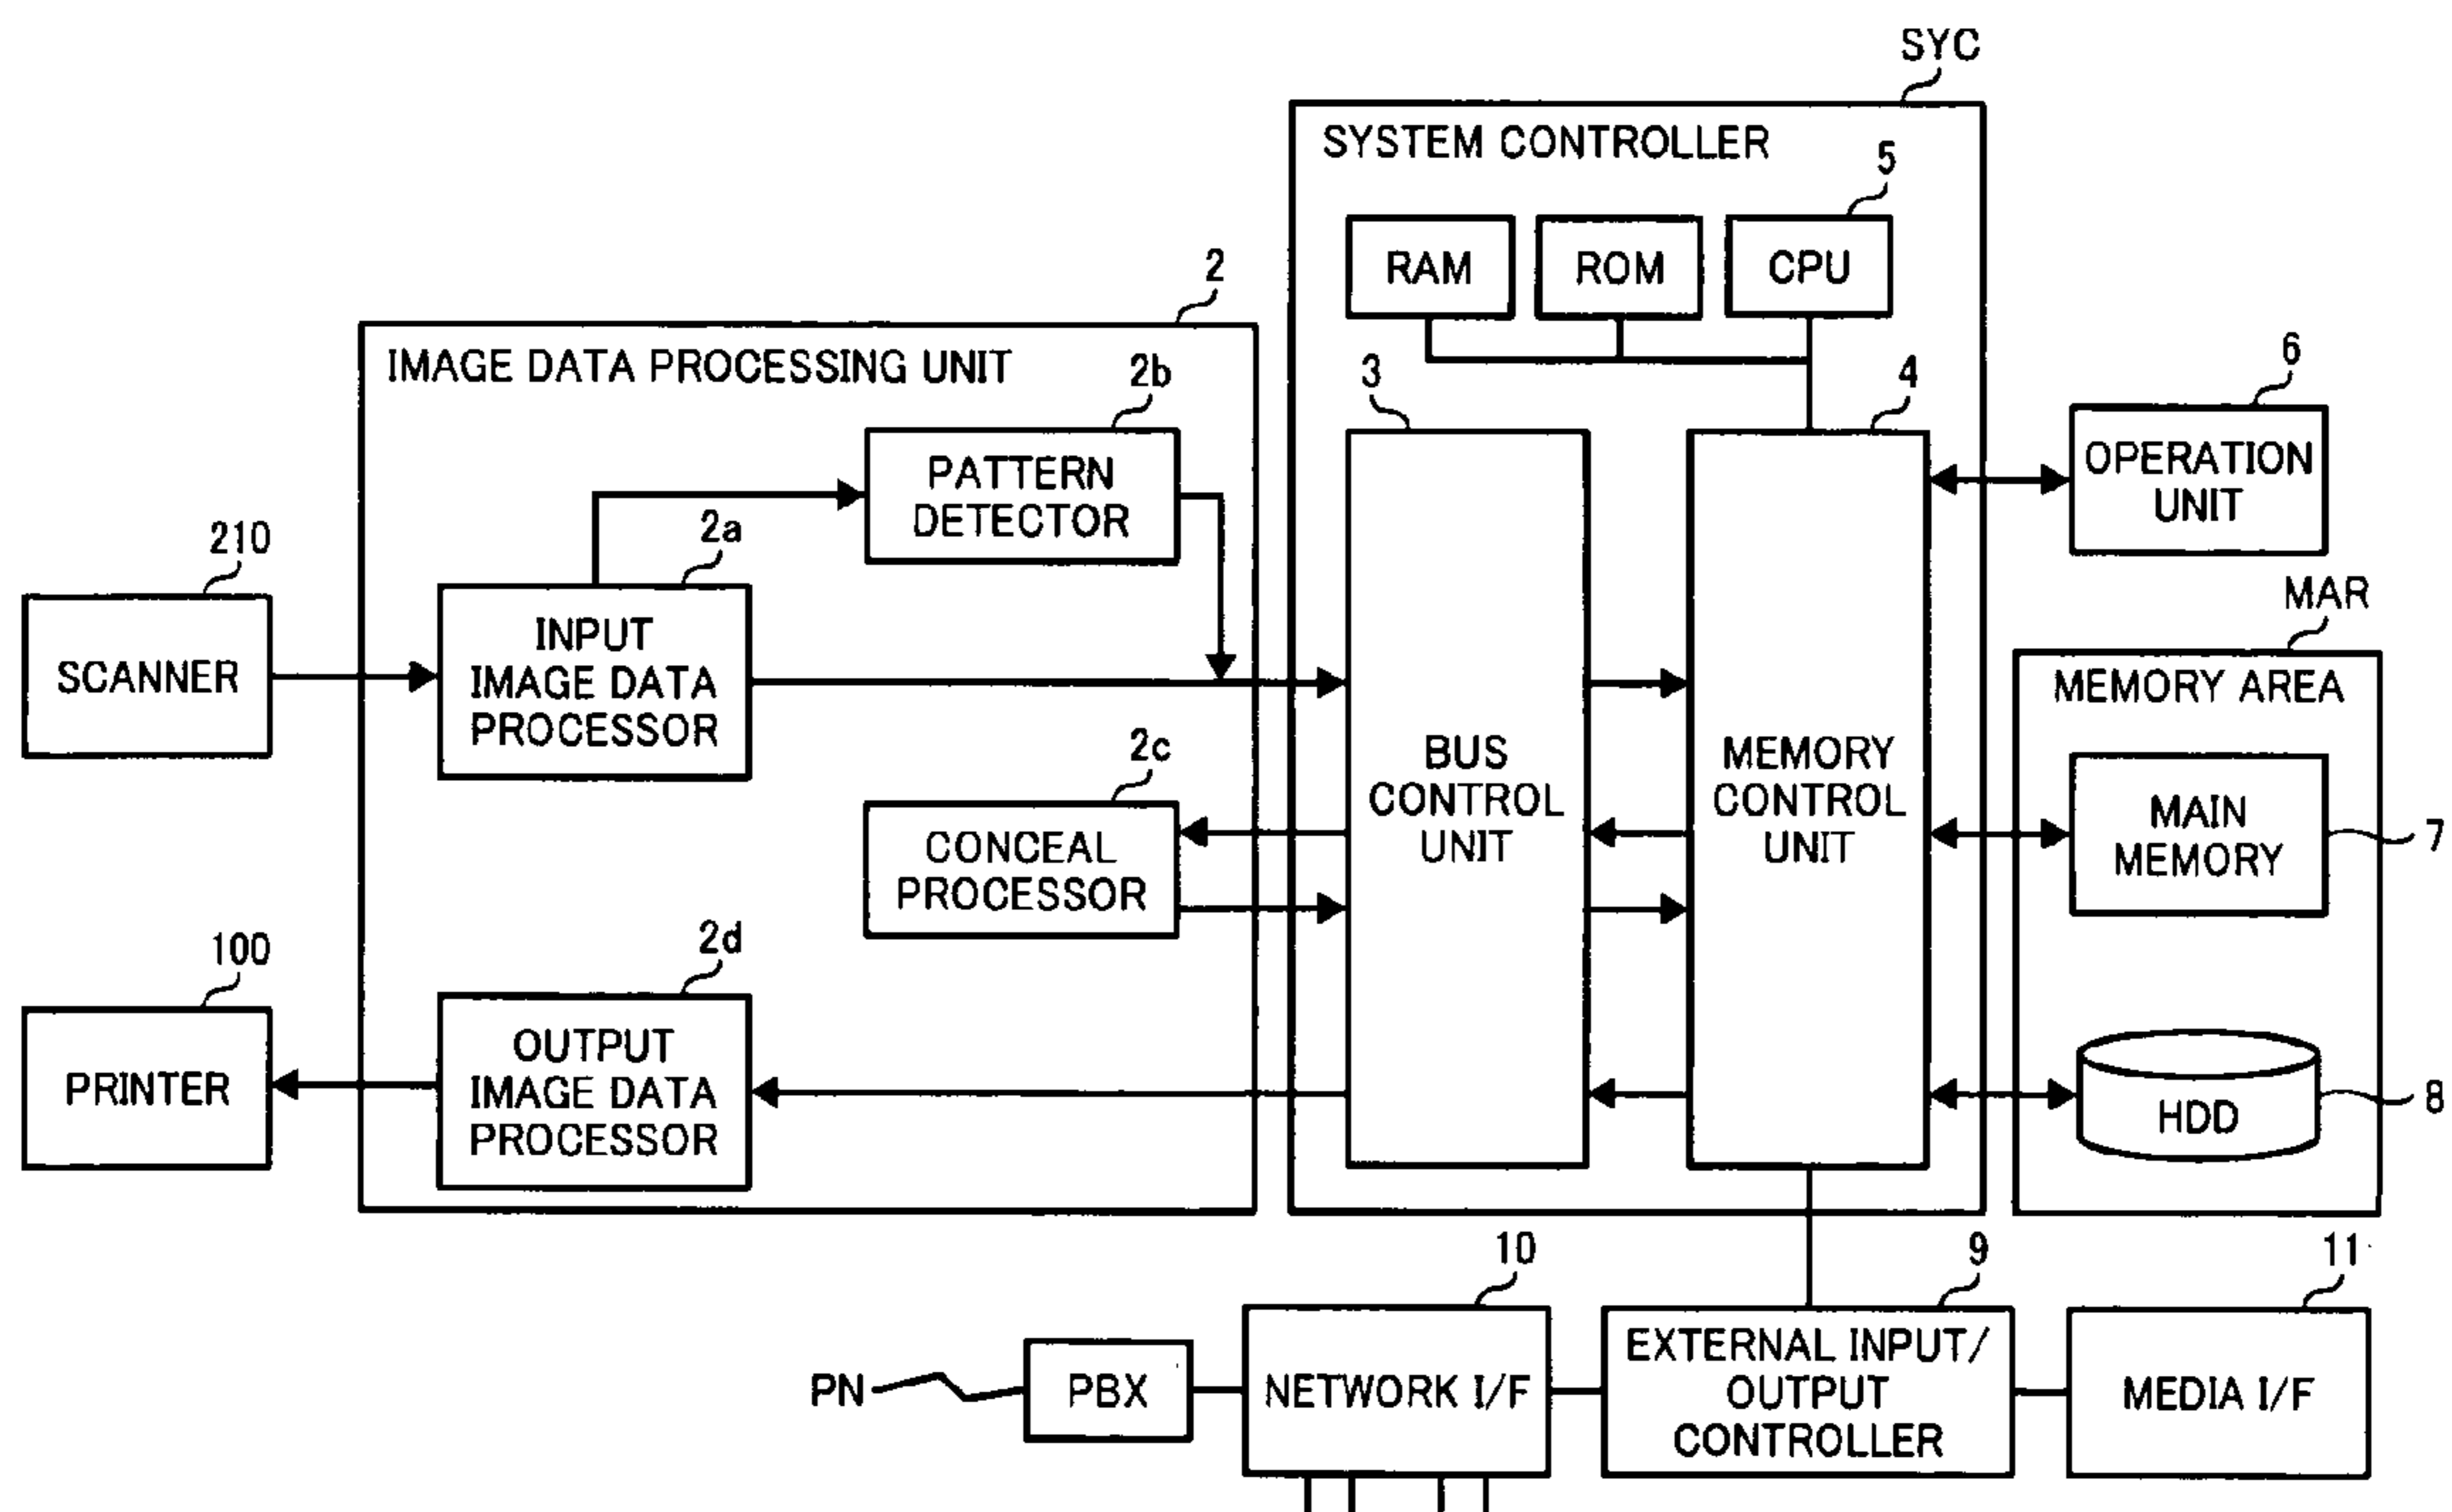 SYC
SYSTEM CONTROLLER
5
RAM
ROM
CPU
2
IMAGE DATA PROCESSING UNIT
2b
3
4
6
PATTERN
DETECTOR
OPERATION
UNIT
210
2a
MAR
SCANNER
INPUT
IMAGE DATA
PROCESSOR
MEMORY AREA
2c
BUS
CONTROL
UNIT
MEMORY
CONTROL
UNIT
MAIN
MEMORY
7
CONCEAL
PROCESSOR
100
2d
PRINTER
OUTPUT
IMAGE DATA
PROCESSOR
HDD
8
10
9
11
PN
PBX
NETWORK I/F
EXTERNAL INPUT/
OUTPUT
CONTROLLER
MEDIA I/F